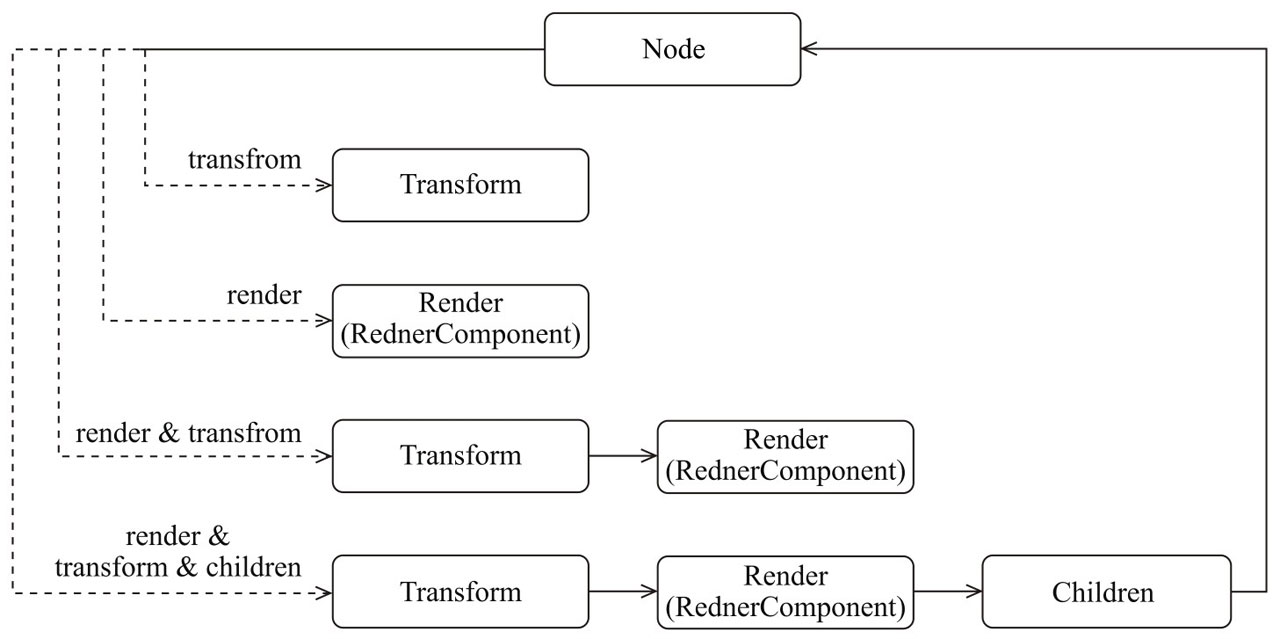 Node
transfrom
Transform
render
Render
(RednerComponent)
render & transfrom
Transform
Render
(RednerComponent)
render &
transform & children
Transform
Render
(RednerComponent)
Children